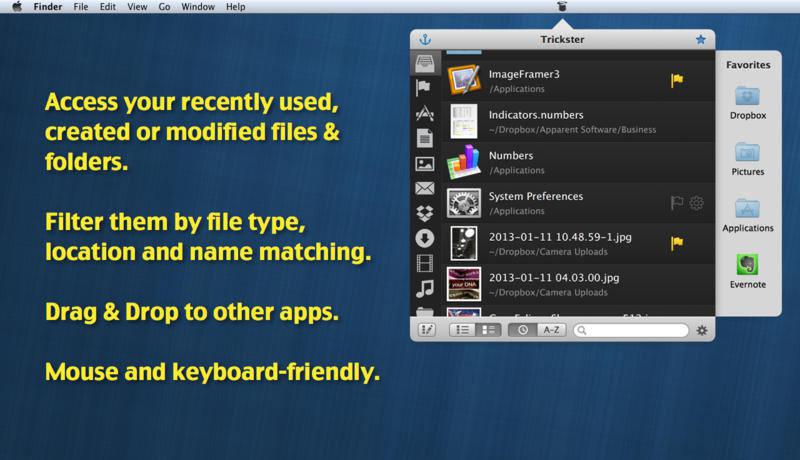 Finder File Edit View Go Window Help
Access your recently used,
created or modified files &
folders.
Filter them by file type,
location and name matching.
Drag & Drop to other apps.
Mouse and keyboard-friendly.
Trickster
ImageFramer3
/Applications
Indicators.numbers
~/Dropbox/Apparent Software/Business
Numbers
/Applications
System Preferences
/Applications
2013-01-11 10.48.59-1.jpg
~/Dropbox/Camera Uploads
your DNA
2013-01-11 04.03.00.jpg
~/Dropbox/Camera Uploads
A-Z
Favorites
Dropbox
Pictures
Applications
Evernote